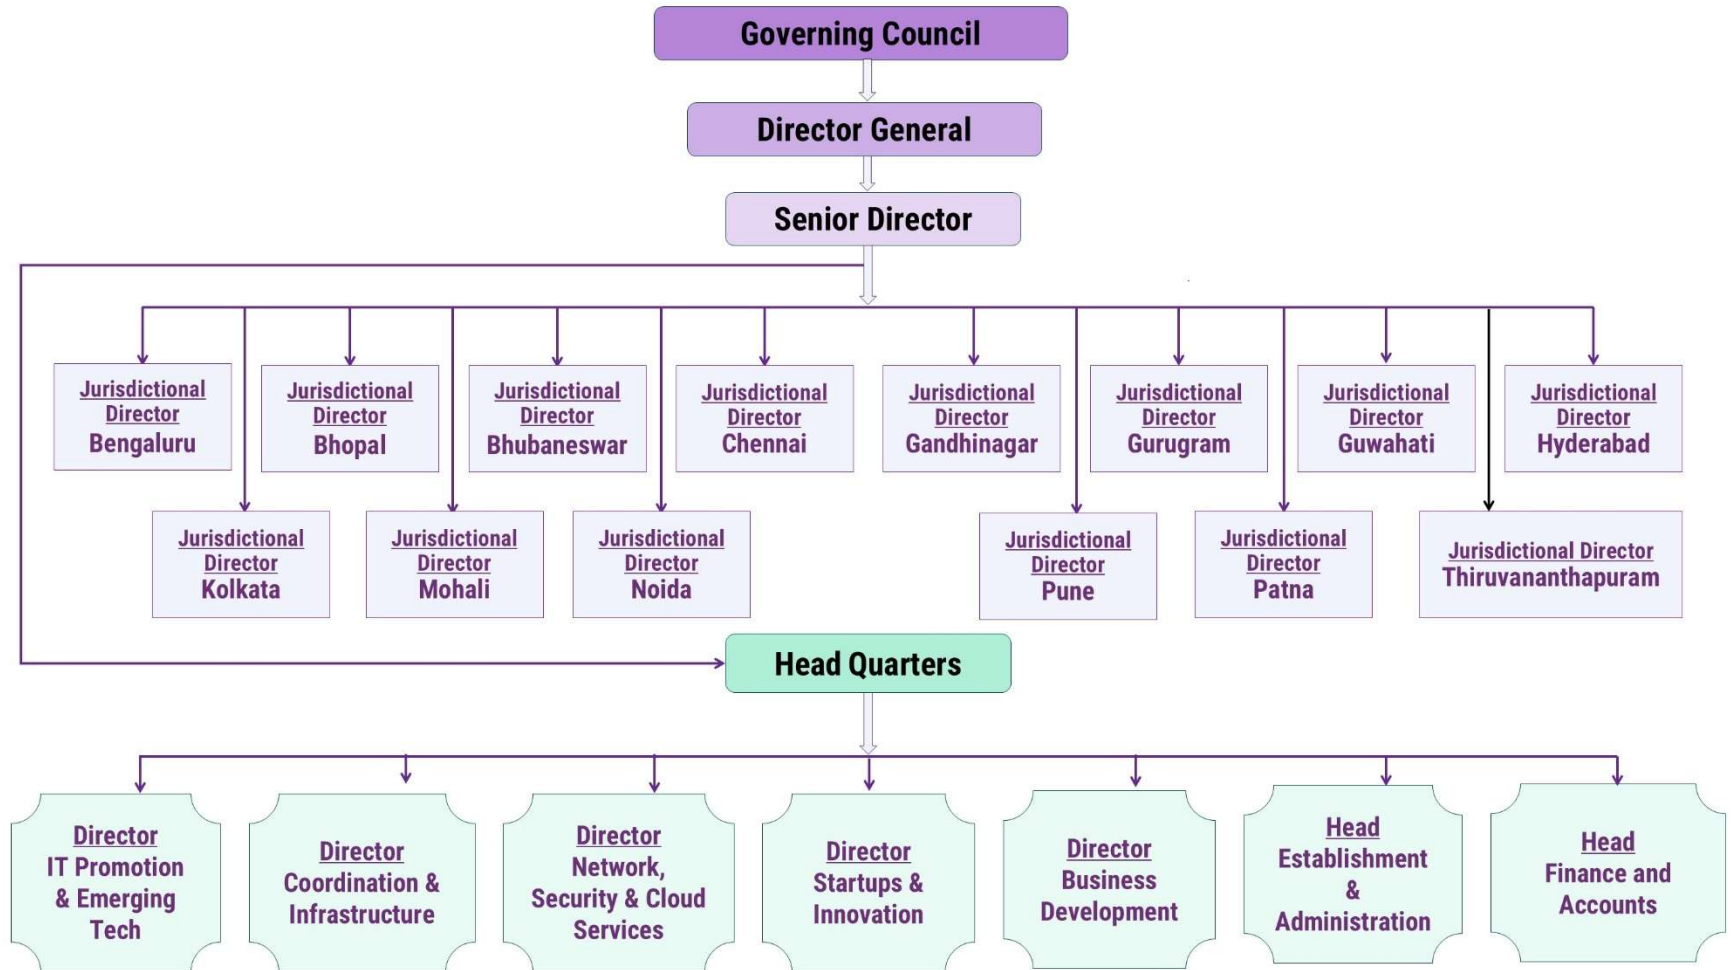 Governing Council
Director General
Senior Director
Jurisdictional
Director
Bengaluru
Jurisdictional
Director
Bhopal
Jurisdictional
Director
Bhubaneswar
Jurisdictional
Director
Chennai
Jurisdictional
Director
Gandhinagar
Jurisdictional
Director
Gurugram
Jurisdictional
Director
Guwahati
Jurisdictional
Director
Hyderabad
Jurisdictional
Director
Kolkata
Jurisdictional
Director
Mohali
Jurisdictional
Director
Noida
Jurisdictional
Director
Pune
Jurisdictional
Director
Patna
Jurisdictional Director
Thiruvananthapuram
Head Quarters
Director
IT Promotion
& Emerging
Tech
Director
Coordination &
Infrastructure
Director
Network,
Security & Cloud
Services
Director
Startups &
Innovation
Director
Business
Development
Head
Establishment
&
Administration
Head
Finance and
Accounts